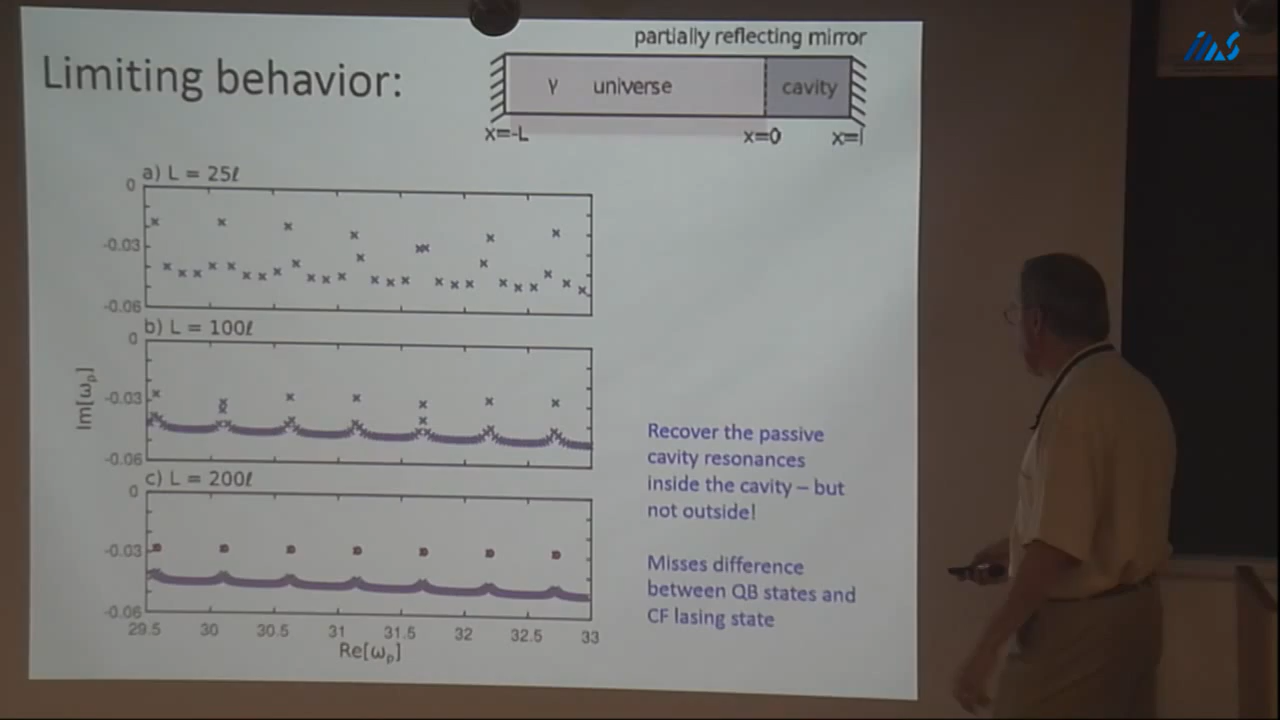 IMS
Limiting behavior:
partially reflecting mirror
γ universe cavity
x=-L x=0 x=l
a) L = 25ℓ
0
-0.03
-0.06
b) L = 100ℓ
0
-0.03
-0.06
c) L = 200ℓ
0
-0.03
-0.06
29.5 30 30.5 31 31.5 32 32.5 33
Re[ωp]
Im[ωp]
Recover the passive
cavity resonances
inside the cavity – but
not outside!
Misses difference
between QB states and
CF lasing state